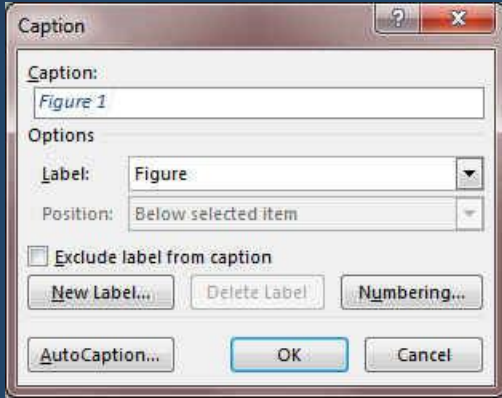 Caption
Caption:
Figure 1
Options
Label: Figure
Position: Below selected item
Exclude label from caption
New Label... Delete Label Numbering...
AutoCaption... OK Cancel